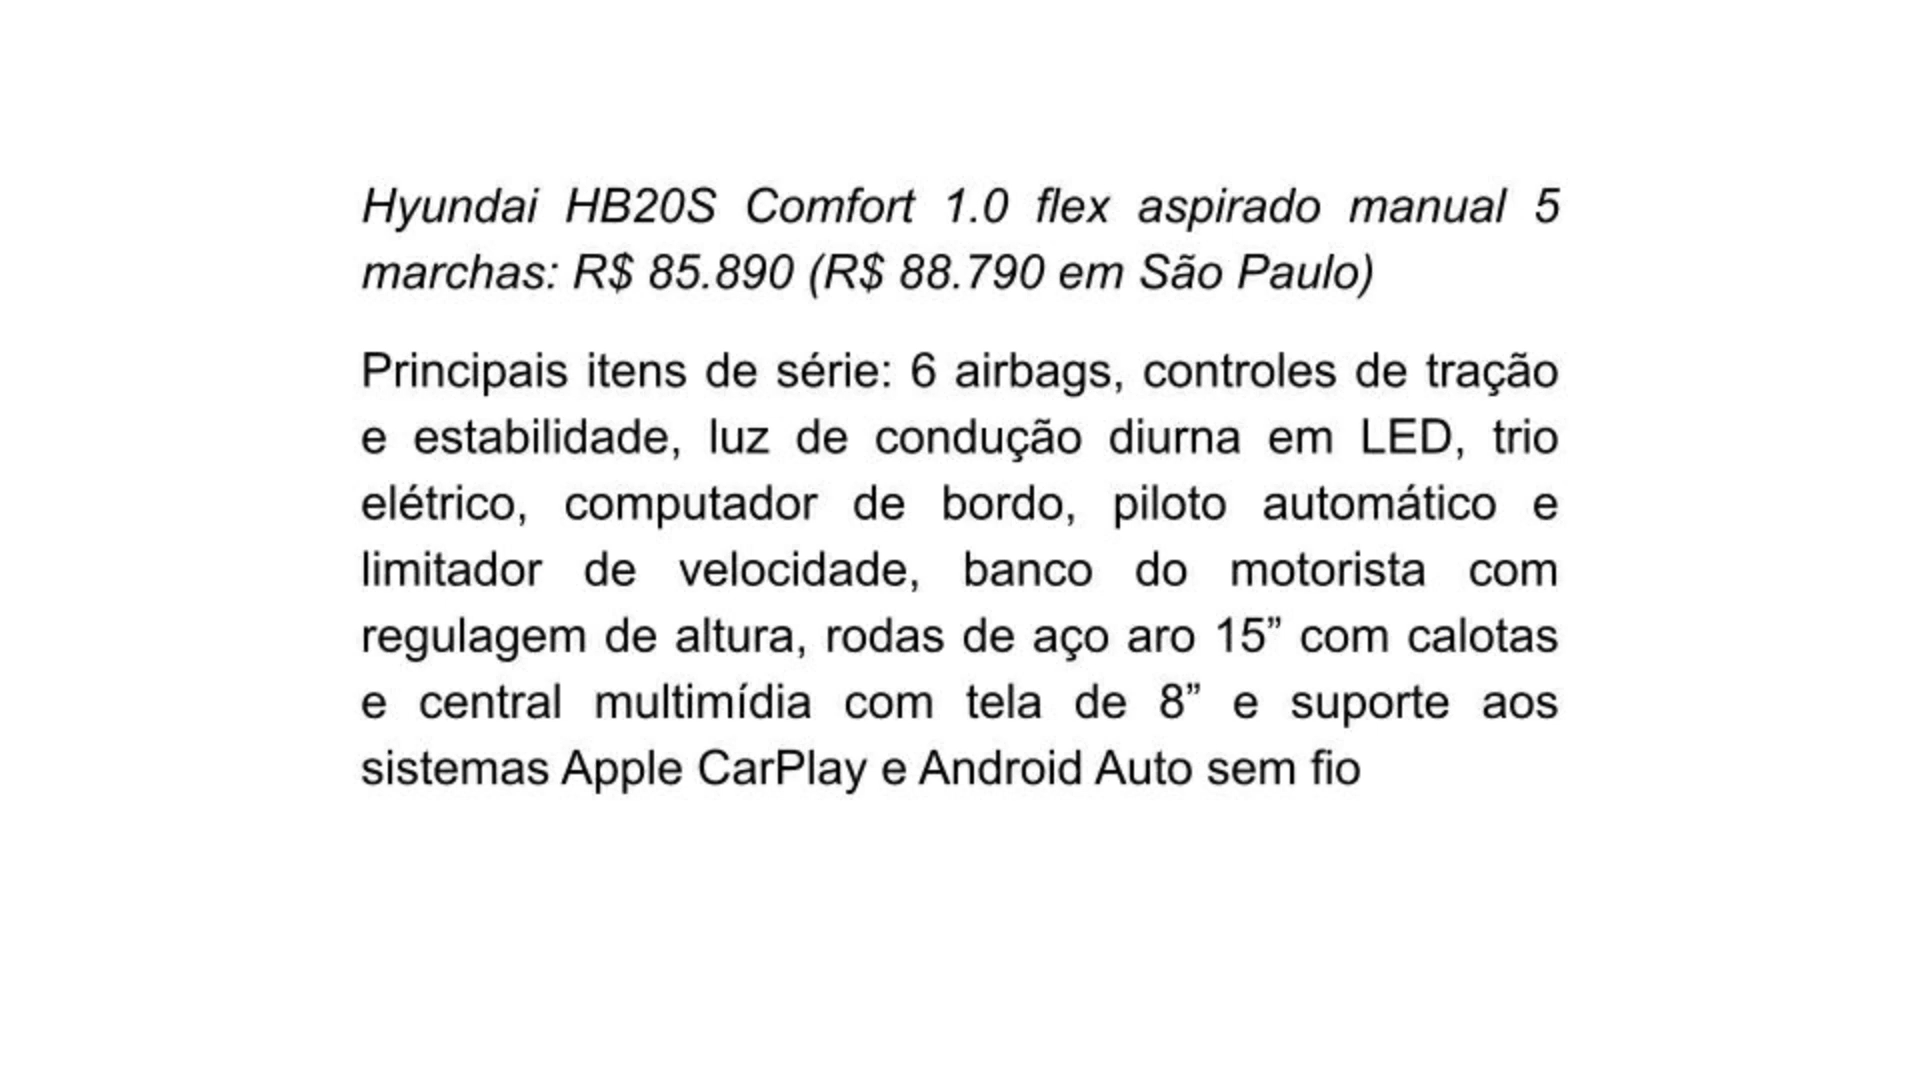 Hyundai HB20S Comfort 1.0 flex aspirado manual 5
marchas: R$ 85.890 (R$ 88.790 em São Paulo)
Principais itens de série: 6 airbags, controles de tração
e estabilidade, luz de condução diurna em LED, trio
elétrico, computador de bordo, piloto automático e
limitador de velocidade, banco do motorista com
regulagem de altura, rodas de aço aro 15” com calotas
e central multimídia com tela de 8” e suporte aos
sistemas Apple CarPlay e Android Auto sem fio